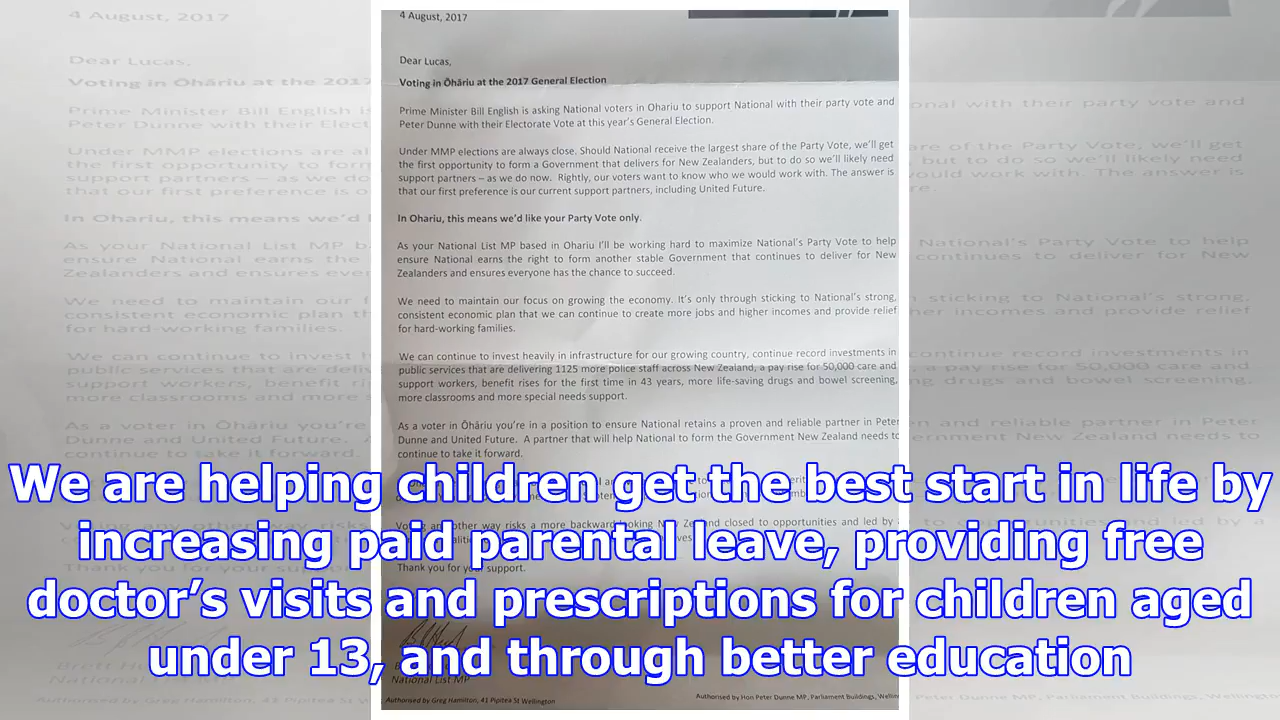 4 August, 2017
Dear Lucas,
Voting in Ōhāriu at the 2017 General Election
Prime Minister Bill English is asking National voters in Ohariu to support National with their party vote and
Peter Dunne with their Electorate Vote at this year's General Election.
Under MMP elections are always close. Should National receive the largest share of the Party Vote, we'll get
the first opportunity to form a Government that delivers for New Zealanders, but to do so we'll likely need
support partners – as we do now. Rightly, our voters want to know who we would work with. The answer is
that our first preference is our current support partners, including United Future.
In Ohariu, this means we'd like your Party Vote only.
As your National List MP based in Ohariu I'll be working hard to maximize National's Party Vote to help
ensure National earns the right to form another stable Government that continues to deliver for New
Zealanders and ensures everyone has the chance to succeed.
We need to maintain our focus on growing the economy. It's only through sticking to National's strong,
consistent economic plan that we can continue to create more jobs and higher incomes and provide relief
for hard-working families.
We can continue to invest heavily in infrastructure for our growing country, continue record investments in
public services that are delivering 1125 more police staff across New Zealand, a pay rise for 50,000 care and
support workers, benefit rises for the first time in 43 years, more life-saving drugs and bowel screening,
more classrooms and more special needs support.
As a voter in Ōhāriu you're in a position to ensure National retains a proven and reliable partner in Peter
Dunne and United Future. A partner that will help National to form the Government New Zealand needs to
continue to take it forward.
We are helping children get the best start in life by
increasing paid parental leave, providing free
doctor's visits and prescriptions for children aged
under 13, and through better education
Voting any other way risks a more backward looking New Zealand closed to opportunities and led by a
Thank you for your support.
National List MP
Authorised by Greg Hamilton, 41 Pipitea St Wellington
Authorised by Hon Peter Dunne MP, Parliament Buildings, Wellin